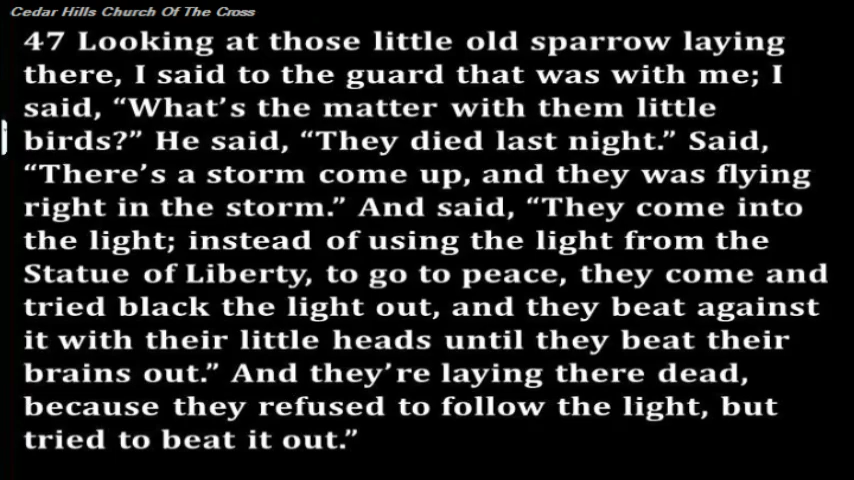 Cedar Hills Church Of The Cross
47 Looking at those little old sparrow laying
there, I said to the guard that was with me; I
said, “What’s the matter with them little
birds?” He said, “They died last night.” Said,
“There’s a storm come up, and they was flying
right in the storm.” And said, “They come into
the light; instead of using the light from the
Statue of Liberty, to go to peace, they come and
tried black the light out, and they beat against
it with their little heads until they beat their
brains out.” And they’re laying there dead,
because they refused to follow the light, but
tried to beat it out.”